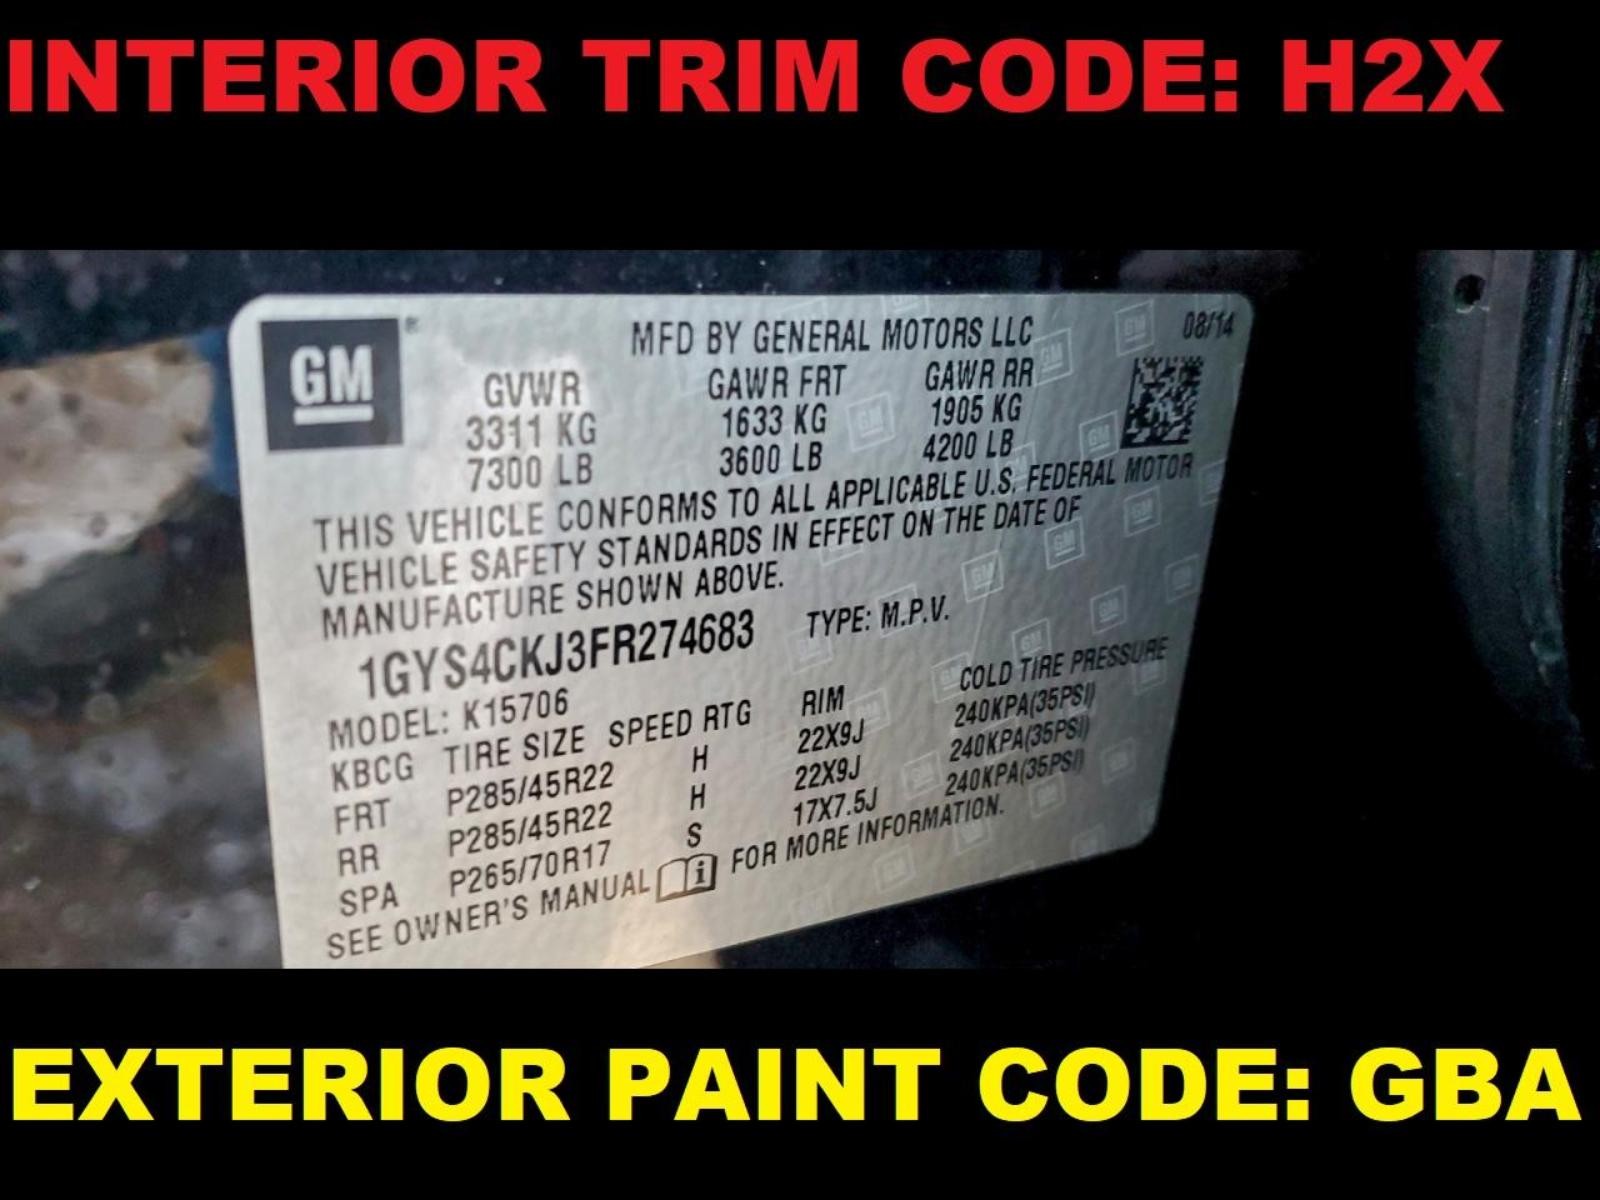 INTERIOR TRIM CODE: H2X
GM ®
MFD BY GENERAL MOTORS LLC 08/14
GVWR GAWR FRT GAWR RR
3311 KG 1633 KG 1905 KG
7300 LB 3600 LB 4200 LB
THIS VEHICLE CONFORMS TO ALL APPLICABLE U.S. FEDERAL MOTOR
VEHICLE SAFETY STANDARDS IN EFFECT ON THE DATE OF
MANUFACTURE SHOWN ABOVE.
1GYS4CKJ3FR274683 TYPE: M.P.V.
MODEL: K15706
KBCG TIRE SIZE SPEED RTG RIM COLD TIRE PRESSURE
FRT P285/45R22 H 22X9J 240KPA(35PSI)
RR P285/45R22 H 22X9J 240KPA(35PSI)
SPA P265/70R17 S 17X7.5J 240KPA(35PSI)
SEE OWNER'S MANUAL i FOR MORE INFORMATION.
EXTERIOR PAINT CODE: GBA